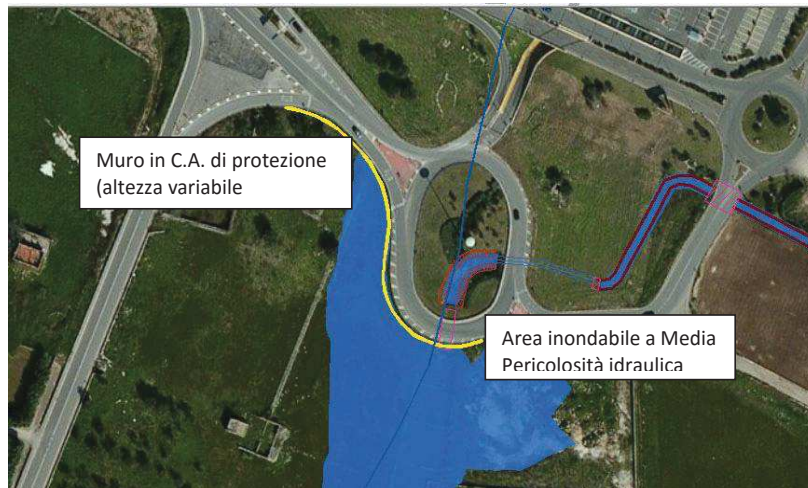 Muro in C.A. di protezione
(altezza variabile
Area inondabile a Media
Pericolosità idraulica